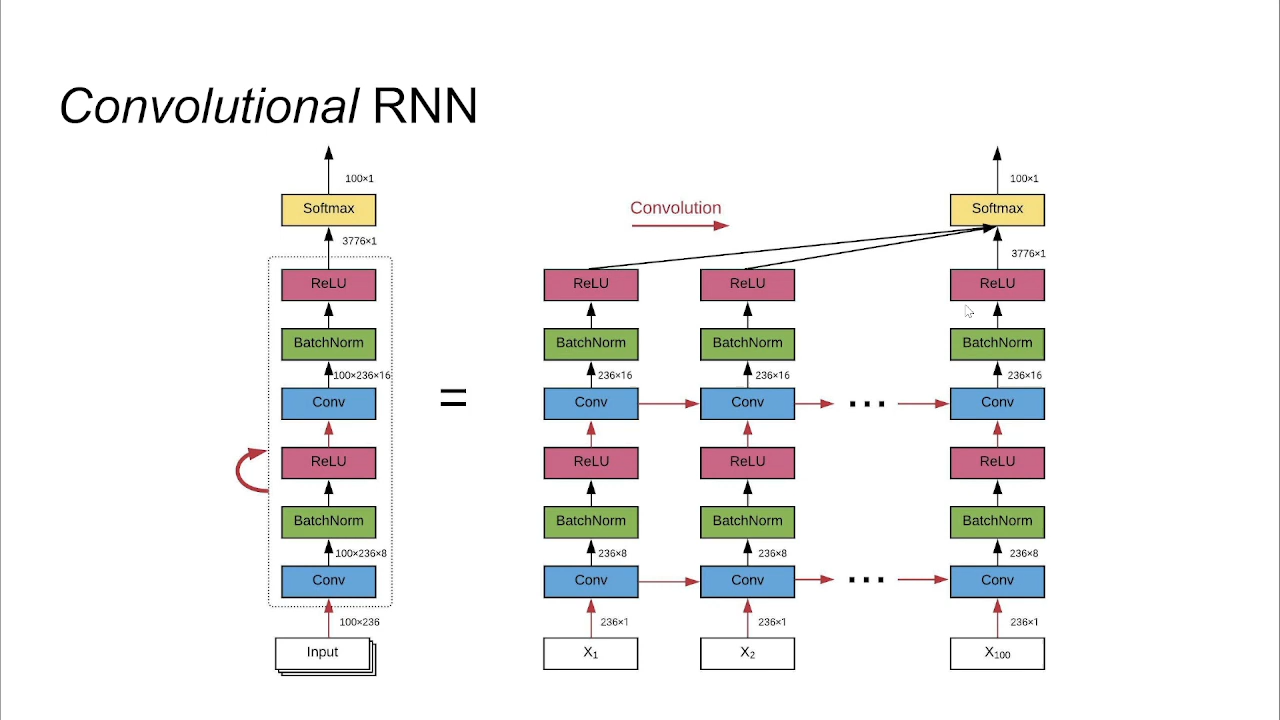 Convolutional RNN
100×1
Softmax
3776×1
ReLU
BatchNorm
100×236×16
Conv
ReLU
BatchNorm
100×236×8
Conv
100×236
Input
=
Convolution
100×1
Softmax
3776×1
ReLU ReLU ReLU
BatchNorm BatchNorm BatchNorm
236×16 236×16 236×16
Conv Conv ... Conv
ReLU ReLU ReLU
BatchNorm BatchNorm BatchNorm
236×8 236×8 236×8
Conv Conv ... Conv
236×1 236×1 236×1
X₁ X₂ X₁₀₀